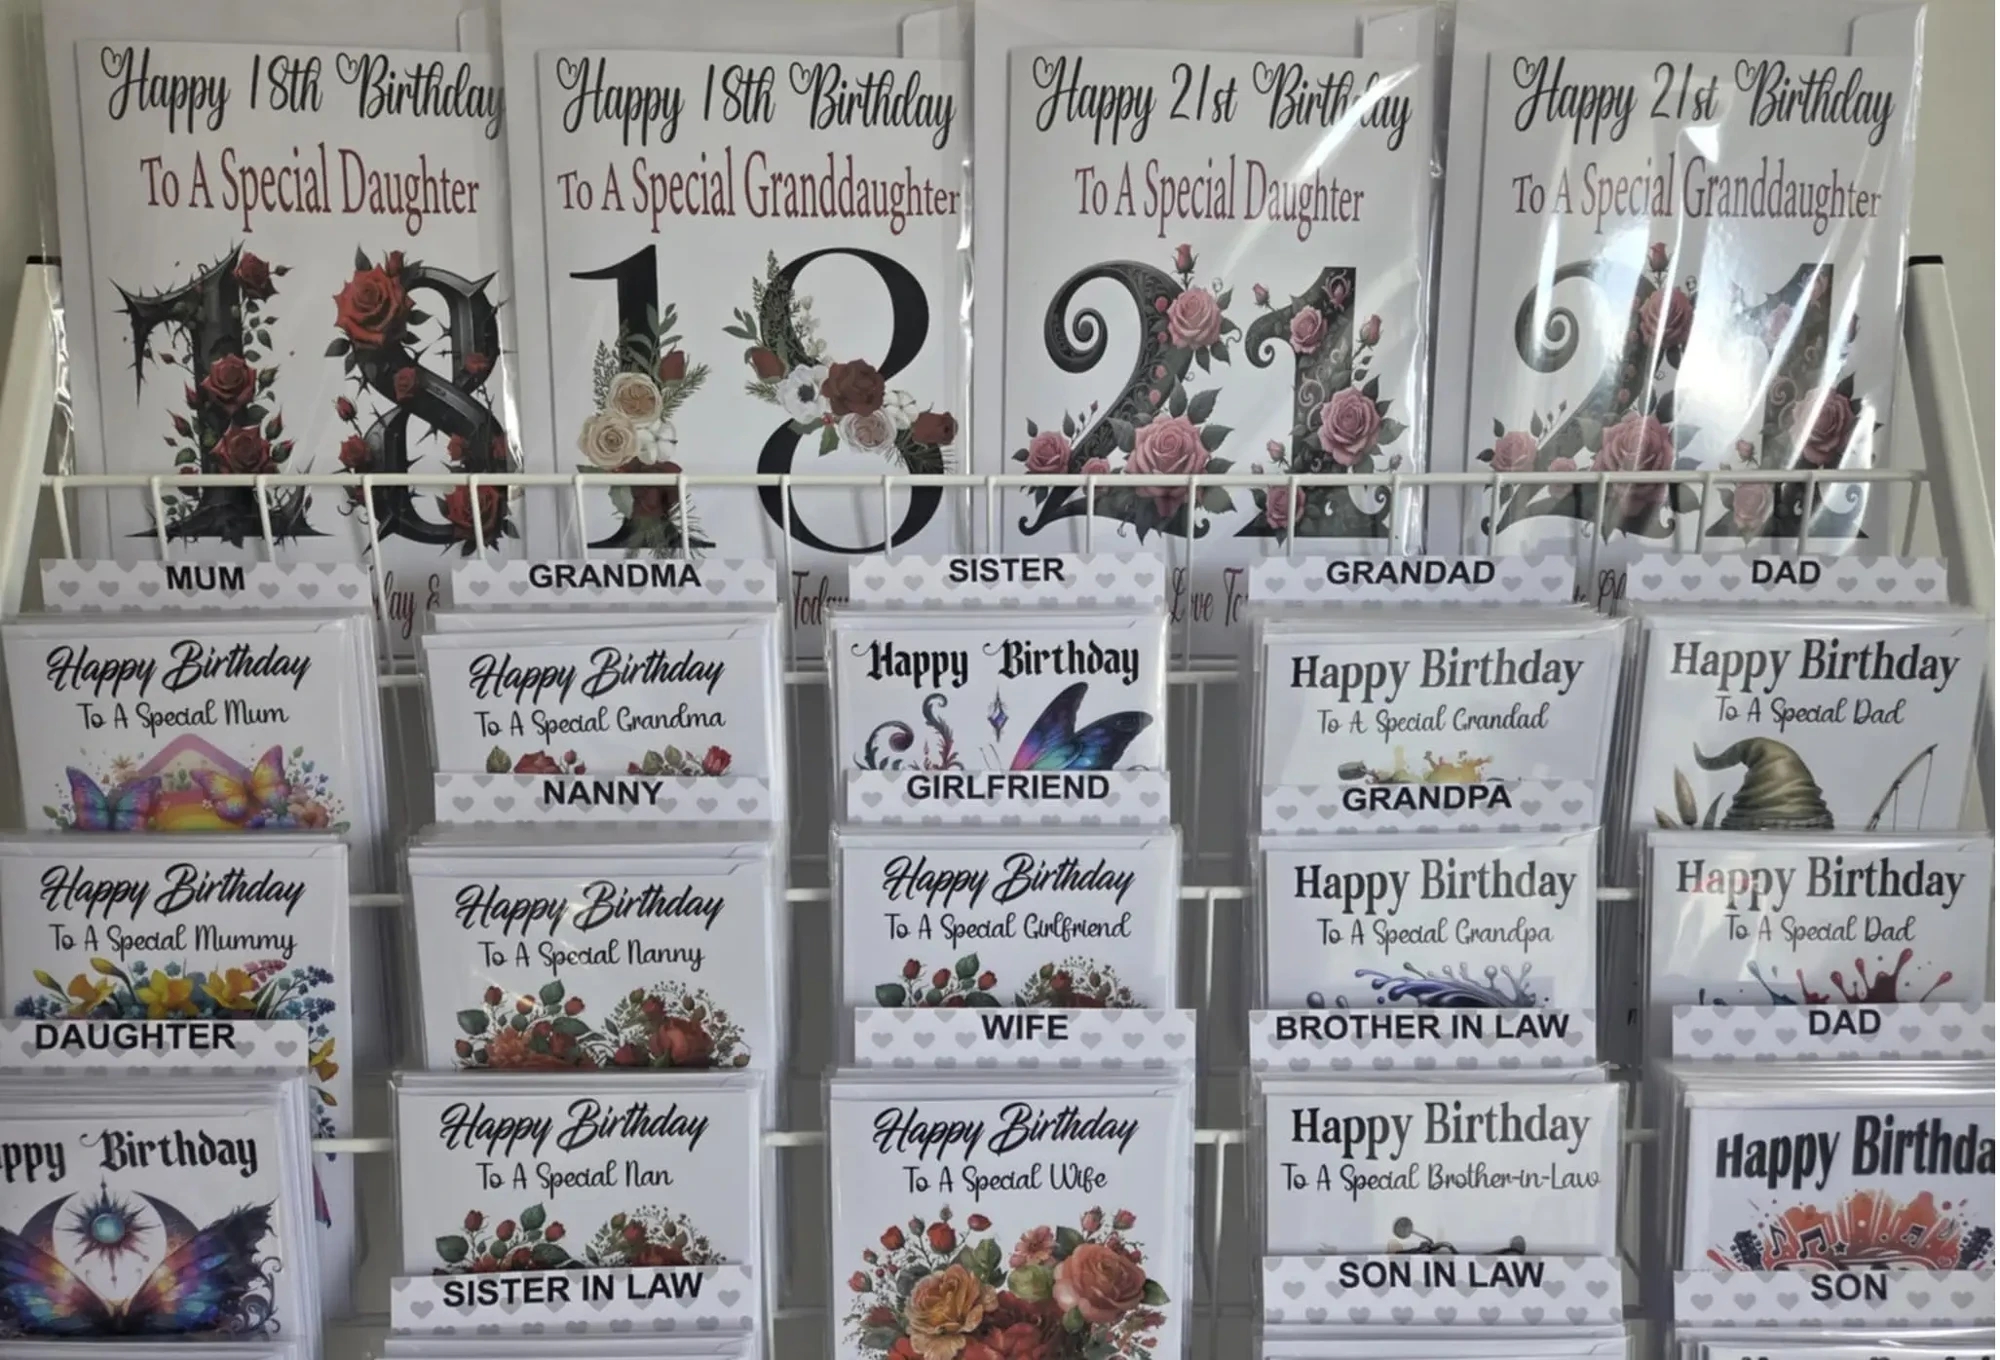 Happy 18th Birthday
To A Special Daughter
18
Happy 18th Birthday
To A Special Granddaughter
18
Happy 21st Birthday
To A Special Daughter
21
Happy 21st Birthday
To A Special Granddaughter
21
MUM
GRANDMA
SISTER
GRANDAD
DAD
Happy Birthday
To A Special Mum
Happy Birthday
To A Special Grandma
Happy Birthday
Happy Birthday
To A Special Grandad
Happy Birthday
To A Special Dad
NANNY
GIRLFRIEND
GRANDPA
Happy Birthday
To A Special Mummy
Happy Birthday
To A Special Nanny
Happy Birthday
To A Special Girlfriend
Happy Birthday
To A Special Grandpa
Happy Birthday
To A Special Dad
DAUGHTER
WIFE
BROTHER IN LAW
DAD
ppy Birthday
Happy Birthday
To A Special Nan
Happy Birthday
To A Special Wife
Happy Birthday
To A Special Brother-in-Law
Happy Birthda
SISTER IN LAW
SON IN LAW
SON